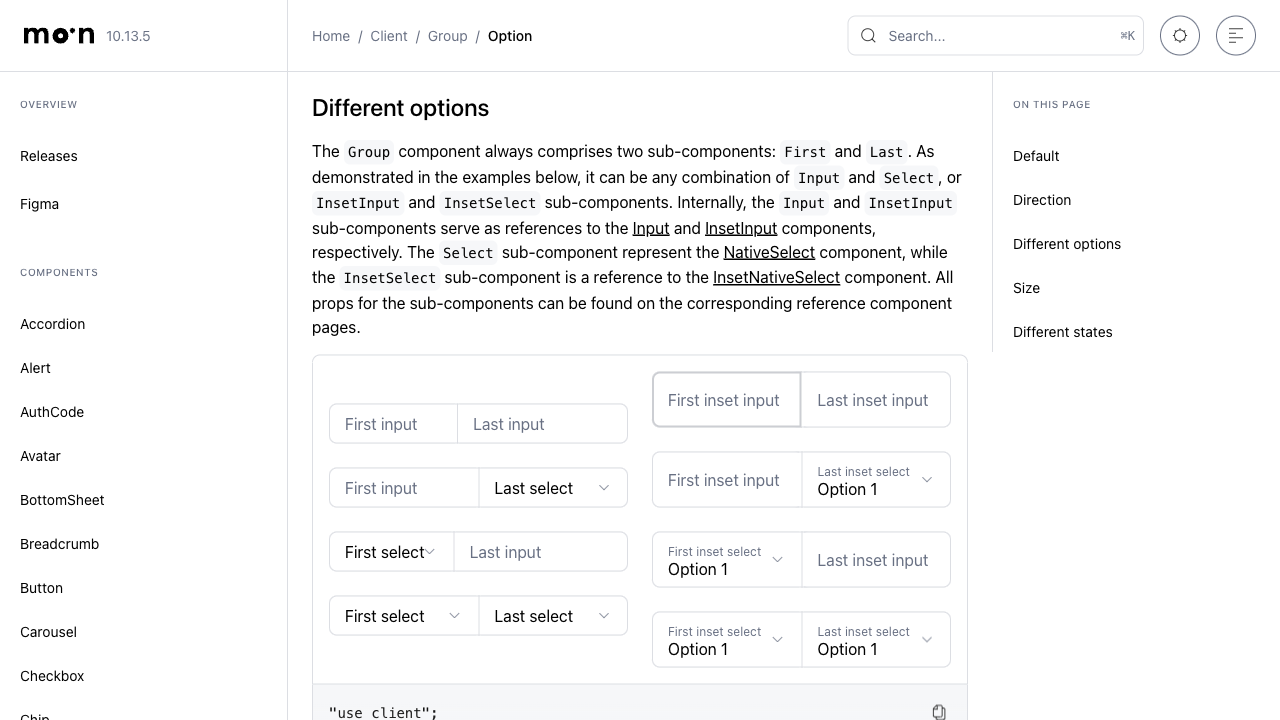 moon 10.13.5
Home / Client / Group / Option
Search...
⌘K
OVERVIEW
Releases
Figma
COMPONENTS
Accordion
Alert
AuthCode
Avatar
BottomSheet
Breadcrumb
Button
Carousel
Checkbox
Chip
Different options
The Group component always comprises two sub-components: First and Last. As
demonstrated in the examples below, it can be any combination of Input and Select, or
InsetInput and InsetSelect sub-components. Internally, the Input and InsetInput
sub-components serve as references to the Input and InsetInput components,
respectively. The Select sub-component represent the NativeSelect component, while
the InsetSelect sub-component is a reference to the InsetNativeSelect component. All
props for the sub-components can be found on the corresponding reference component
pages.
First input Last input
First input Last select
First select Last input
First select Last select
First inset input Last inset input
First inset input Last inset select
Option 1
First inset select
Option 1 Last inset input
First inset select Last inset select
Option 1 Option 1
"use client";
ON THIS PAGE
Default
Direction
Different options
Size
Different states